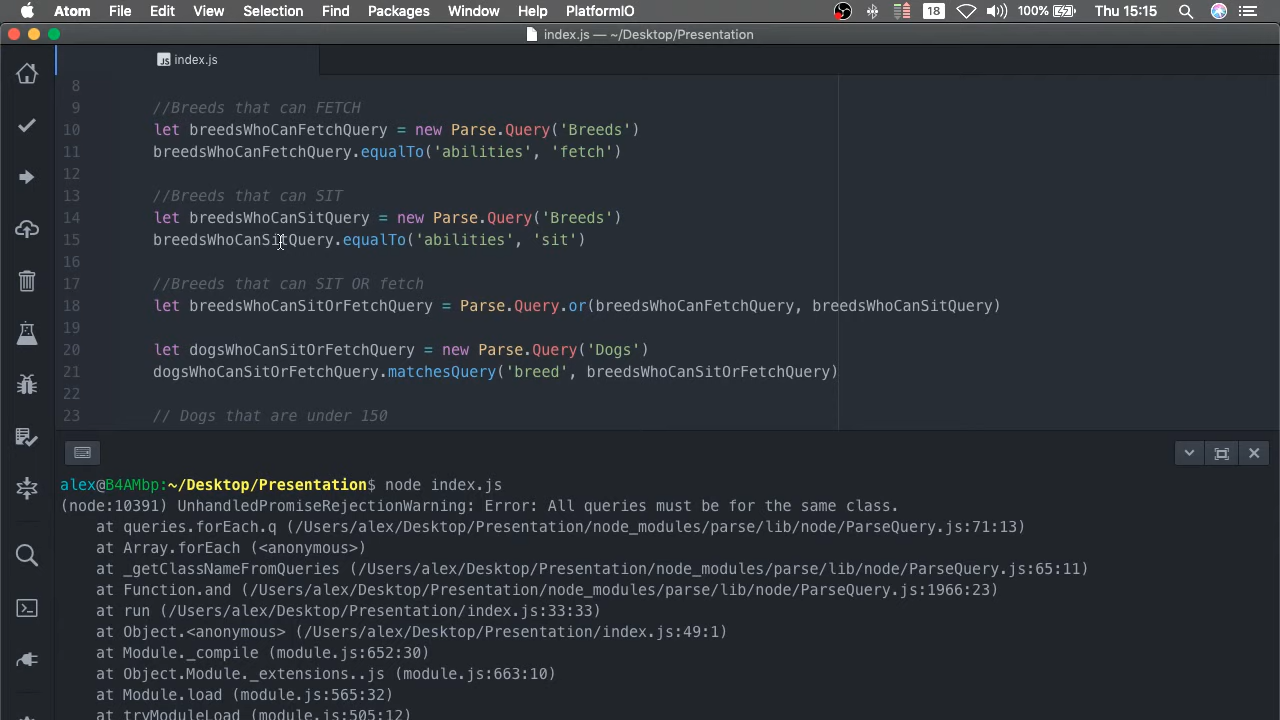 Atom File Edit View Selection Find Packages Window Help PlatformIO 18 100% Thu 15:15
index.js — ~/Desktop/Presentation
JS index.js
8
9 //Breeds that can FETCH
10 let breedsWhoCanFetchQuery = new Parse.Query('Breeds')
11 breedsWhoCanFetchQuery.equalTo('abilities', 'fetch')
12
13 //Breeds that can SIT
14 let breedsWhoCanSitQuery = new Parse.Query('Breeds')
15 breedsWhoCanSitQuery.equalTo('abilities', 'sit')
16
17 //Breeds that can SIT OR fetch
18 let breedsWhoCanSitOrFetchQuery = Parse.Query.or(breedsWhoCanFetchQuery, breedsWhoCanSitQuery)
19
20 let dogsWhoCanSitOrFetchQuery = new Parse.Query('Dogs')
21 dogsWhoCanSitOrFetchQuery.matchesQuery('breed', breedsWhoCanSitOrFetchQuery)
22
23 // Dogs that are under 150
alex@B4AMbp:~/Desktop/Presentation$ node index.js
(node:10391) UnhandledPromiseRejectionWarning: Error: All queries must be for the same class.
at queries.forEach.q (/Users/alex/Desktop/Presentation/node_modules/parse/lib/node/ParseQuery.js:71:13)
at Array.forEach (<anonymous>)
at _getClassNameFromQueries (/Users/alex/Desktop/Presentation/node_modules/parse/lib/node/ParseQuery.js:65:11)
at Function.and (/Users/alex/Desktop/Presentation/node_modules/parse/lib/node/ParseQuery.js:1966:23)
at run (/Users/alex/Desktop/Presentation/index.js:33:33)
at Object.<anonymous> (/Users/alex/Desktop/Presentation/index.js:49:1)
at Module._compile (module.js:652:30)
at Object.Module._extensions..js (module.js:663:10)
at Module.load (module.js:565:32)
at tryModuleLoad (module.js:505:12)